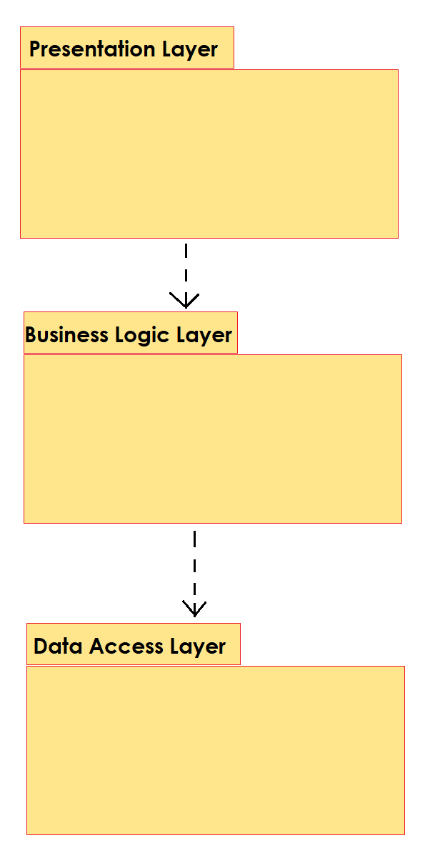 Presentation Layer
Business Logic Layer
Data Access Layer